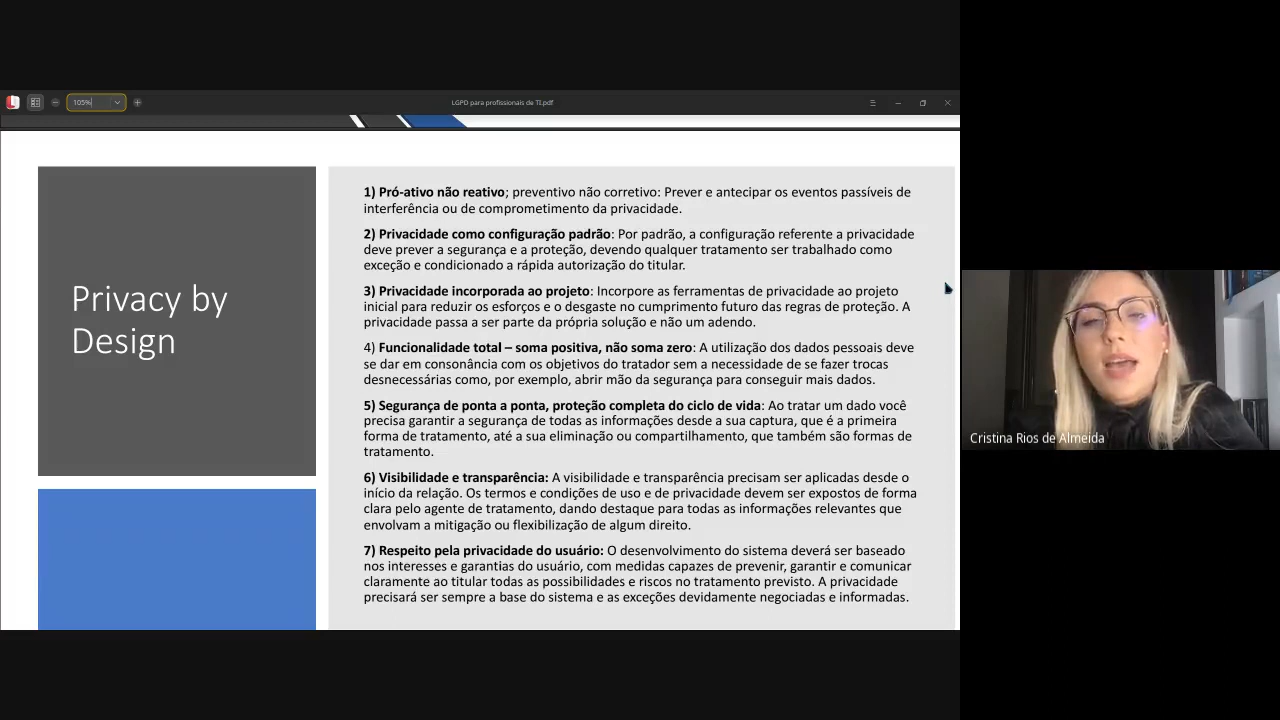 105%
LGPD para profissionais de TI.pdf
Privacy by
Design
1) Pró-ativo não reativo; preventivo não corretivo: Prever e antecipar os eventos passíveis de
interferência ou de comprometimento da privacidade.
2) Privacidade como configuração padrão: Por padrão, a configuração referente a privacidade
deve prever a segurança e a proteção, devendo qualquer tratamento ser trabalhado como
exceção e condicionado a rápida autorização do titular.
3) Privacidade incorporada ao projeto: Incorpore as ferramentas de privacidade ao projeto
inicial para reduzir os esforços e o desgaste no cumprimento futuro das regras de proteção. A
privacidade passa a ser parte da própria solução e não um adendo.
4) Funcionalidade total – soma positiva, não soma zero: A utilização dos dados pessoais deve
se dar em consonância com os objetivos do tratador sem a necessidade de se fazer trocas
desnecessárias como, por exemplo, abrir mão da segurança para conseguir mais dados.
5) Segurança de ponta a ponta, proteção completa do ciclo de vida: Ao tratar um dado você
precisa garantir a segurança de todas as informações desde a sua captura, que é a primeira
forma de tratamento, até a sua eliminação ou compartilhamento, que também são formas de
tratamento.
6) Visibilidade e transparência: A visibilidade e transparência precisam ser aplicadas desde o
início da relação. Os termos e condições de uso e de privacidade devem ser expostos de forma
clara pelo agente de tratamento, dando destaque para todas as informações relevantes que
envolvam a mitigação ou flexibilização de algum direito.
7) Respeito pela privacidade do usuário: O desenvolvimento do sistema deverá ser baseado
nos interesses e garantias do usuário, com medidas capazes de prevenir, garantir e comunicar
claramente ao titular todas as possibilidades e riscos no tratamento previsto. A privacidade
precisará ser sempre a base do sistema e as exceções devidamente negociadas e informadas.
Cristina Rios de Almeida